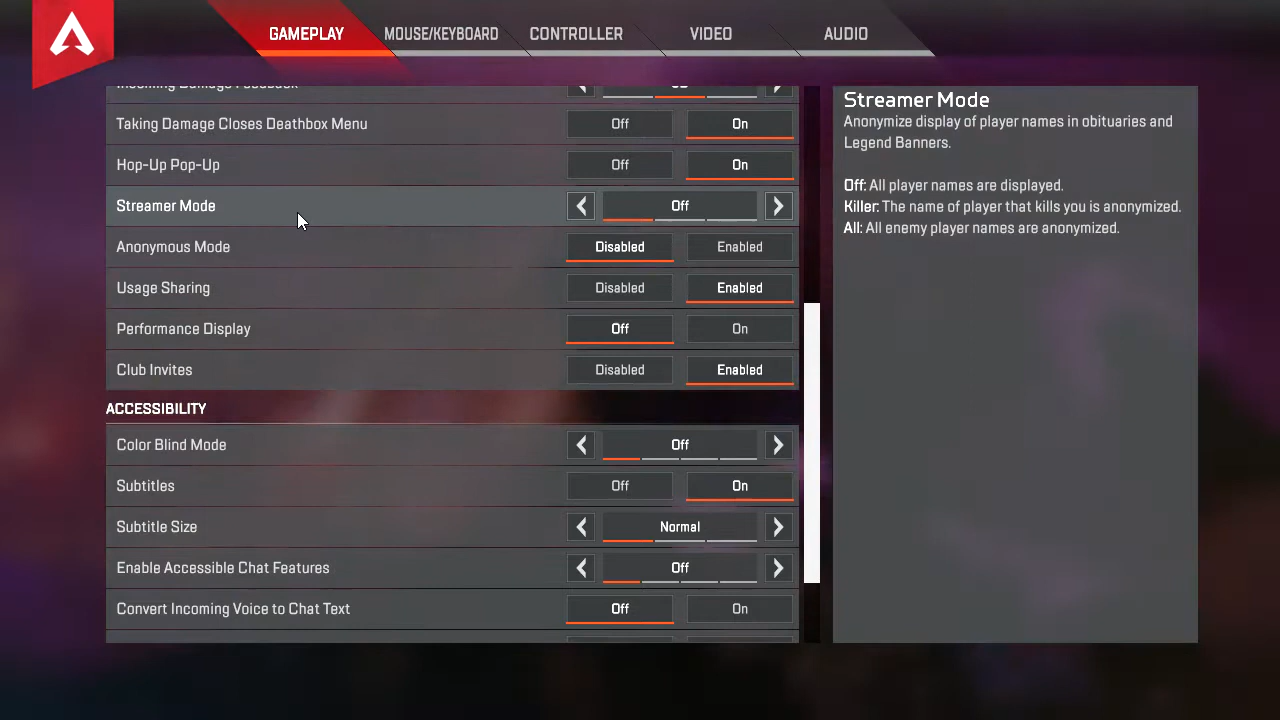 GAMEPLAY MOUSE/KEYBOARD CONTROLLER VIDEO AUDIO
Incoming Damage Feedback
Taking Damage Closes Deathbox Menu Off On
Hop-Up Pop-Up Off On
Streamer Mode Off
Anonymous Mode Disabled Enabled
Usage Sharing Disabled Enabled
Performance Display Off On
Club Invites Disabled Enabled
ACCESSIBILITY
Color Blind Mode Off
Subtitles Off On
Subtitle Size Normal
Enable Accessible Chat Features Off
Convert Incoming Voice to Chat Text Off On
Streamer Mode
Anonymize display of player names in obituaries and
Legend Banners.
Off: All player names are displayed.
Killer: The name of player that kills you is anonymized.
All: All enemy player names are anonymized.